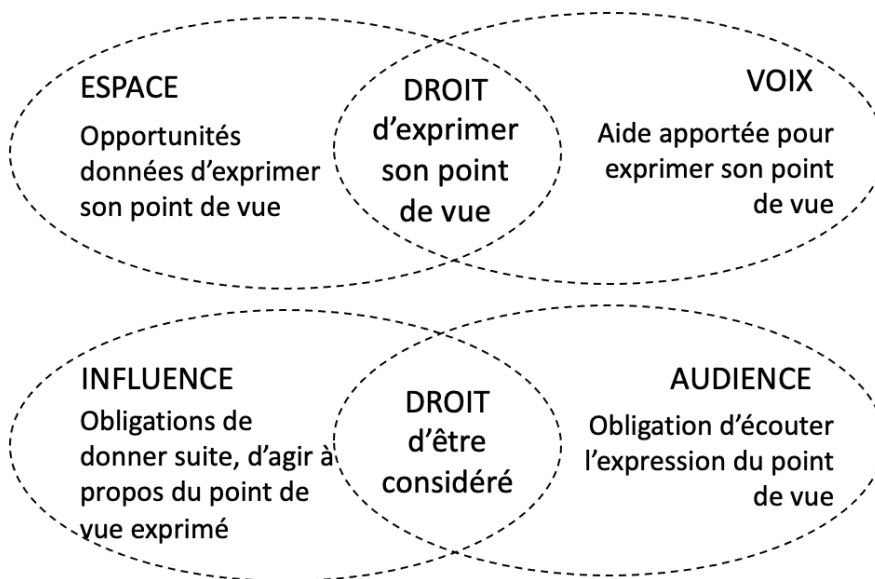 ESPACE
Opportunités
données d’exprimer
son point de vue
DROIT
d’exprimer
son point
de vue
VOIX
Aide apportée pour
exprimer son point
de vue
INFLUENCE
Obligations de
donner suite, d’agir à
propos du point de
vue exprimé
DROIT
d’être
considéré
AUDIENCE
Obligation d’écouter
l’expression du point
de vue